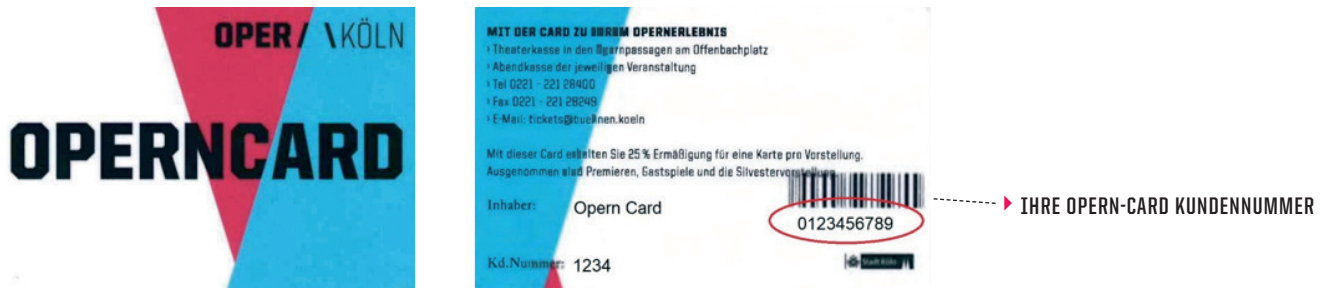 OPER / \KÖLN
OPERNCARD
MIT DER CARD ZU IHREM OPERNERLEBNIS
› Theaterkasse in den Opernpassagen am Offenbachplatz
› Abendkasse der jeweiligen Veranstaltung
› Tel 0221 - 221 28400
› Fax 0221 - 221 28249
› E-Mail: tickets@buehnen.koeln
Mit dieser Card erhalten Sie 25 % Ermäßigung für eine Karte pro Vorstellung.
Ausgenommen sind Premieren, Gastspiele und die Silvestervorstellung.
Inhaber: Opern Card
0123456789
Kd.Nummer: 1234
Stadt Köln
IHRE OPERN-CARD KUNDENNUMMER